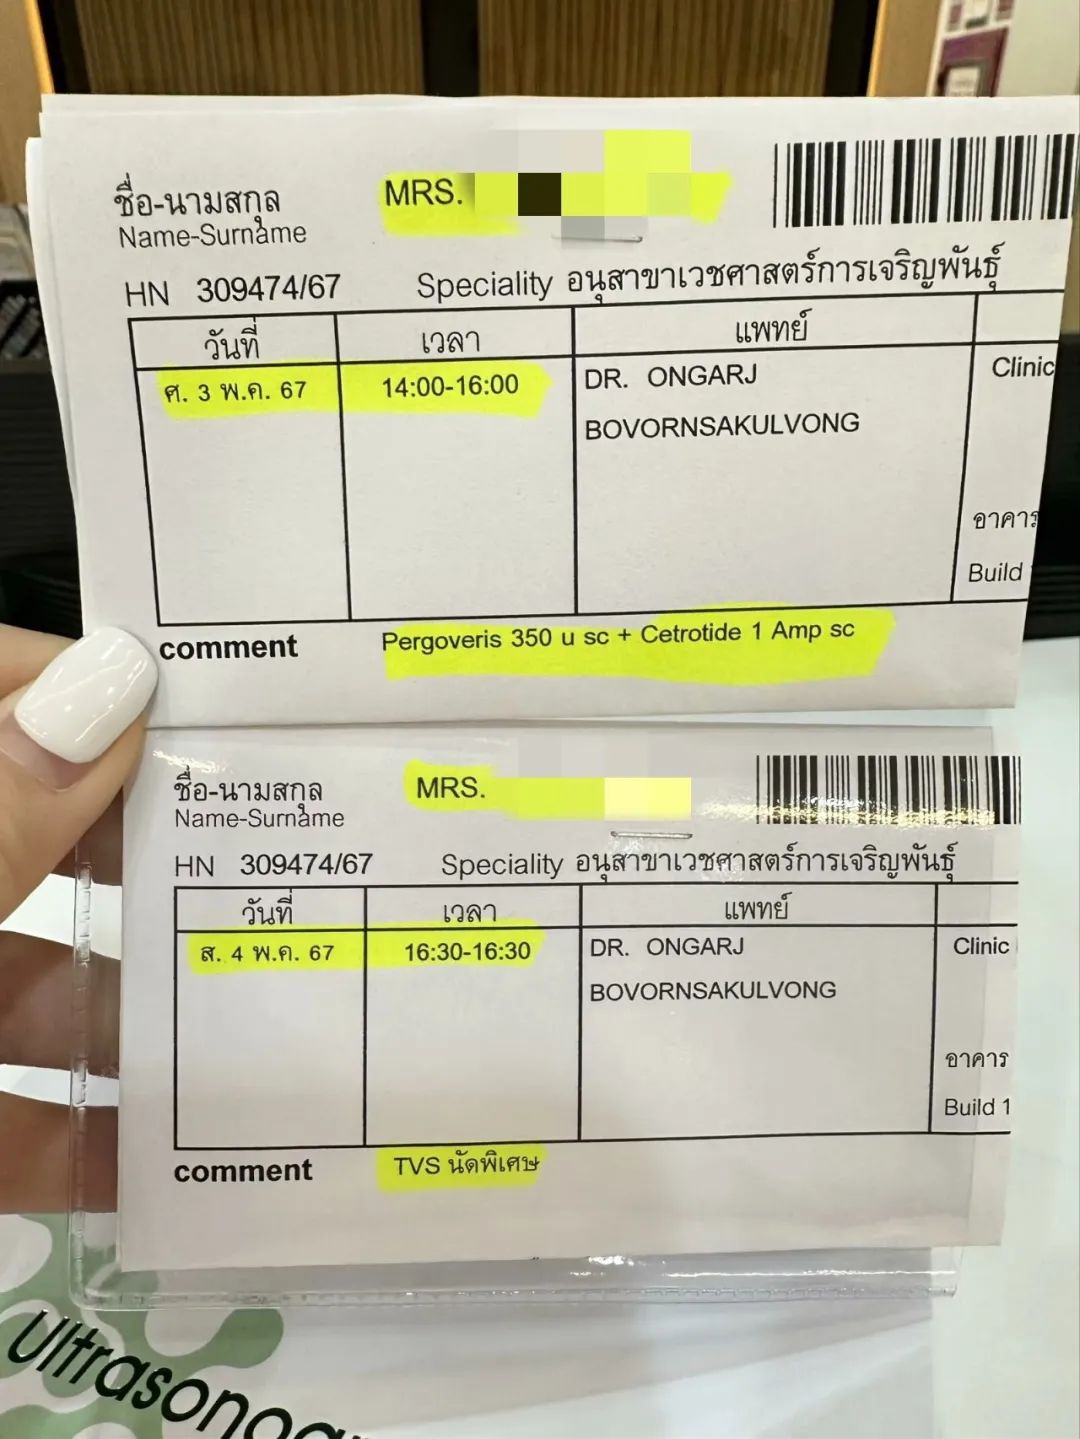 ชื่อ-นามสกุล MRS.
Name-Surname
HN 309474/67 Speciality อนุสาขาเวชศาสตร์การเจริญพันธุ์
วันที่ เวลา แพทย์
ศ. 3 พ.ค. 67 14:00-16:00 DR. ONGARJ Clinic
BOVORNSAKULVONG
อาคาร
Build
comment Pergoveris 350 u sc + Cetrotide 1 Amp sc
ชื่อ-นามสกุล MRS.
Name-Surname
HN 309474/67 Speciality อนุสาขาเวชศาสตร์การเจริญพันธุ์
วันที่ เวลา แพทย์
ส. 4 พ.ค. 67 16:30-16:30 DR. ONGARJ Clinic
BOVORNSAKULVONG
อาคาร
Build 1
comment TVS นัดพิเศษ